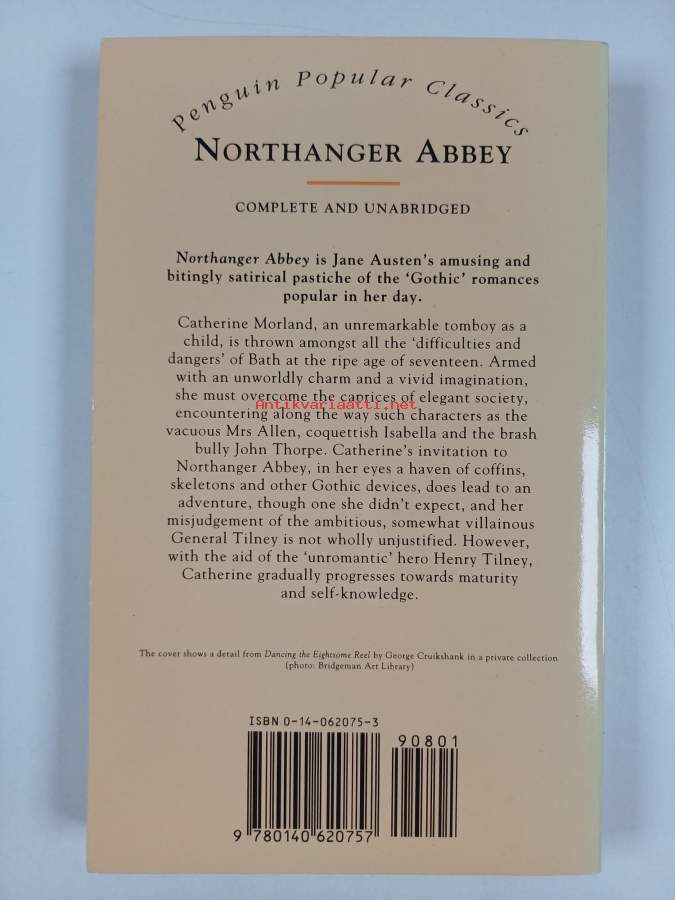 Penguin Popular Classics
NORTHANGER ABBEY
COMPLETE AND UNABRIDGED
Northanger Abbey is Jane Austen's amusing and
bitingly satirical pastiche of the 'Gothic' romances
popular in her day.
Catherine Morland, an unremarkable tomboy as a
child, is thrown amongst all the 'difficulties and
dangers' of Bath at the ripe age of seventeen. Armed
with an unworldly charm and a vivid imagination,
she must overcome the caprices of elegant society,
Antikvariaatti.net
encountering along the way such characters as the
vacuous Mrs Allen, coquettish Isabella and the brash
bully John Thorpe. Catherine's invitation to
Northanger Abbey, in her eyes a haven of coffins,
skeletons and other Gothic devices, does lead to an
adventure, though one she didn't expect, and her
misjudgement of the ambitious, somewhat villainous
General Tilney is not wholly unjustified. However,
with the aid of the 'unromantic' hero Henry Tilney,
Catherine gradually progresses towards maturity
and self-knowledge.
The cover shows a detail from Dancing the Eightsome Reel by George Cruikshank in a private collection
(photo: Bridgeman Art Library)
ISBN 0-14-062075-3
90801
9 780140 620757